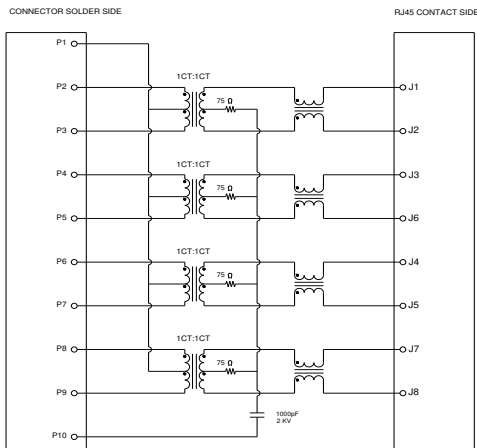 CONNECTOR SOLDER SIDE
RJ45 CONTACT SIDE
P1
1CT:1CT
P2
75 Ω
J1
P3
J2
1CT:1CT
P4
75 Ω
J3
P5
J6
1CT:1CT
P6
75 Ω
J4
P7
J5
1CT:1CT
P8
75 Ω
J7
P9
J8
1000pF
2 KV
P10